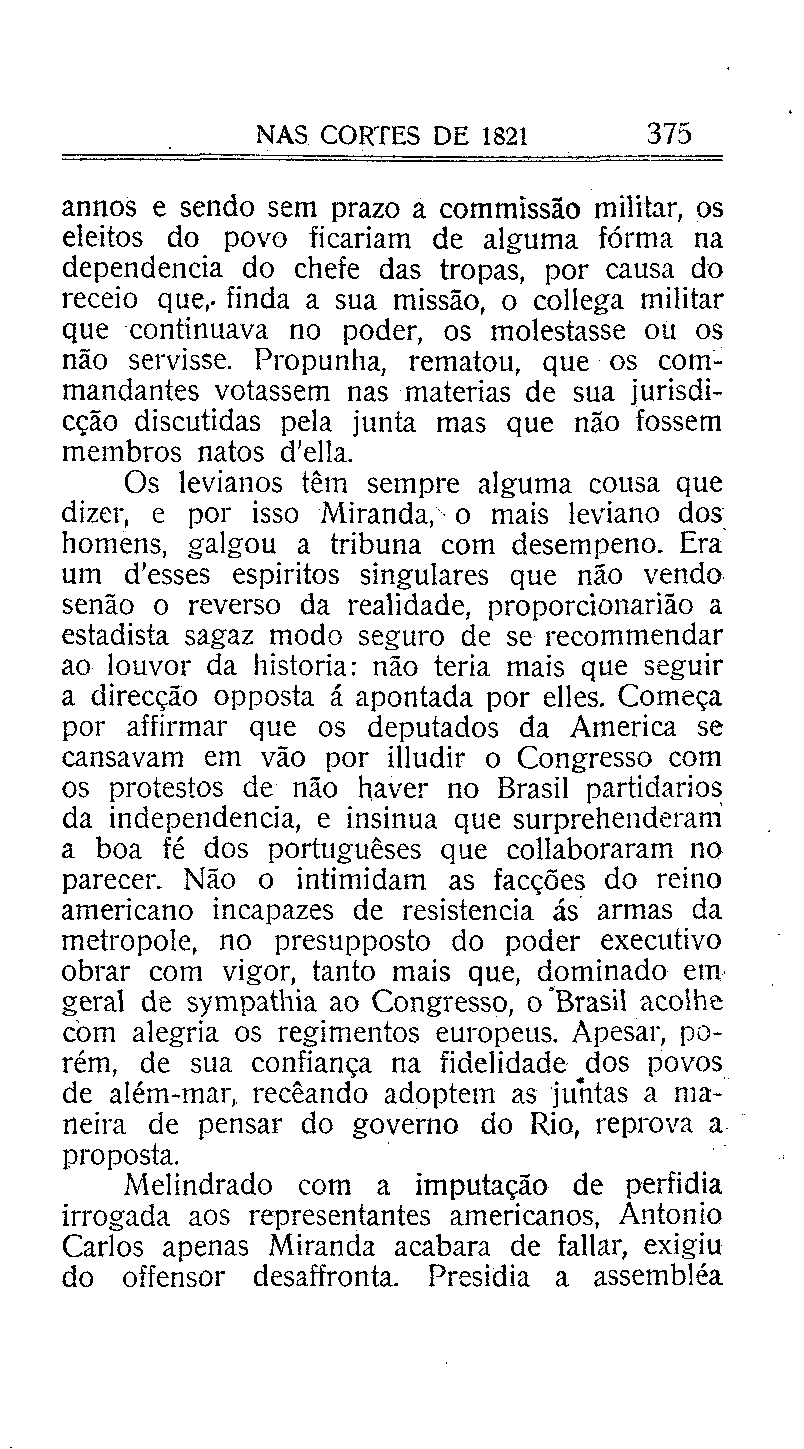 NAS CORTES DE 1821 375
annos e sendo sem prazo a commissão militar, os
eleitos do povo ficariam de alguma fórma na
dependencia do chefe das tropas, por causa do
receio que, finda a sua missão, o collega militar
que continuava no poder, os molestasse ou os
não servisse. Propunha, rematou, que os com-
mandantes votassem nas materias de sua jurisdi-
cção discutidas pela junta mas que não fossem
membros natos d'ella.
Os levianos têm sempre alguma cousa que
dizer, e por isso Miranda, o mais leviano dos
homens, galgou a tribuna com desempeno. Era
um d'esses espiritos singulares que não vendo
senão o reverso da realidade, proporcionarião a
estadista sagaz modo seguro de se recommendar
ao louvor da historia: não teria mais que seguir
a direcção opposta á apontada por elles. Começa
por affirmar que os deputados da America se
cansavam em vão por illudir o Congresso com
os protestos de não haver no Brasil partidarios
da independencia, e insinua que surprehenderam
a boa fé dos portuguêses que collaboraram no
parecer. Não o intimidam as facções do reino
americano incapazes de resistencia ás armas da
metropole, no presupposto do poder executivo
obrar com vigor, tanto mais que, dominado em
geral de sympathia ao Congresso, o Brasil acolhe
com alegria os regimentos europeus. Apesar, po-
rém, de sua confiança na fidelidade dos povos
de além-mar, recêando adoptem as juntas a ma-
neira de pensar do governo do Rio, reprova a
proposta.
Melindrado com a imputação de perfidia
irrogada aos representantes americanos, Antonio
Carlos apenas Miranda acabara de fallar, exigiu
do offensor desaffronta. Presidia a assembléa